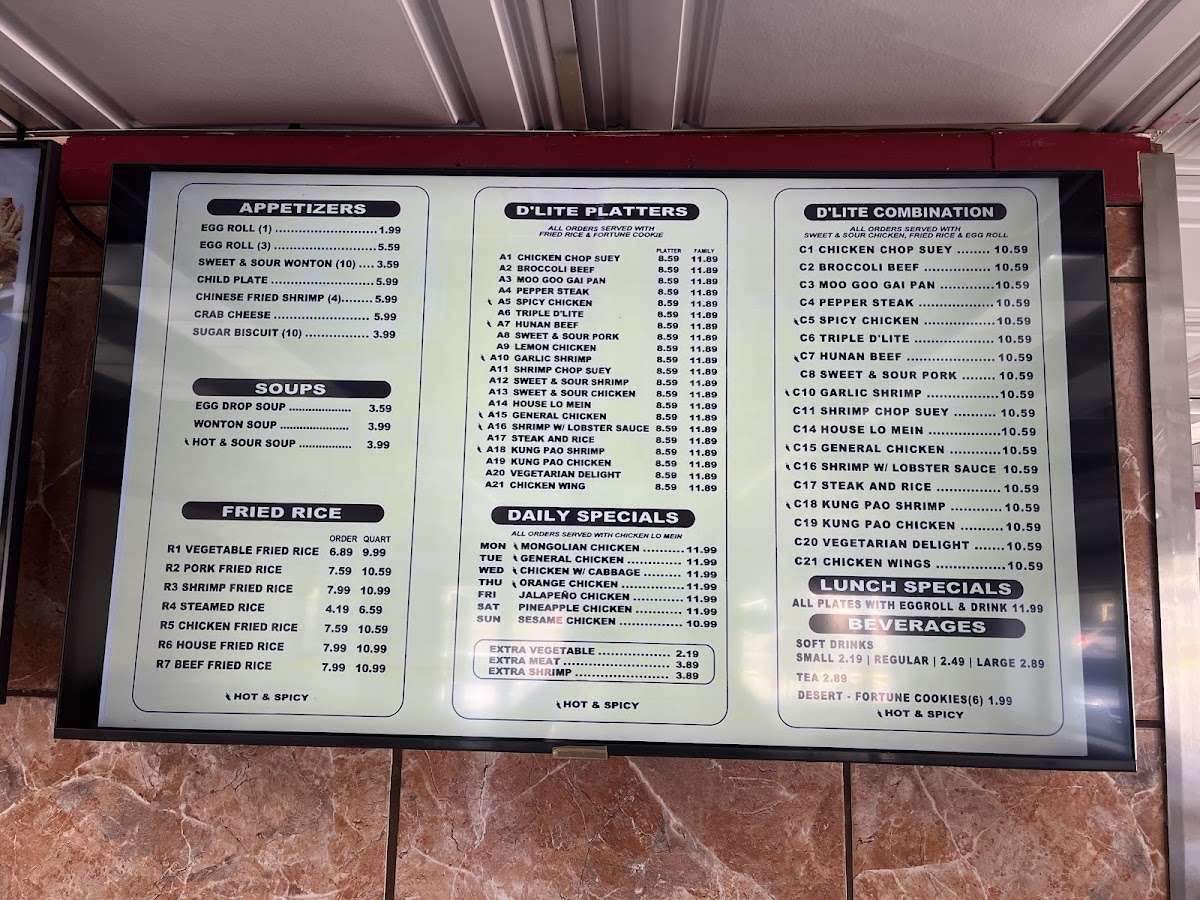 APPETIZERS
EGG ROLL (1) ............................1.99
EGG ROLL (3) ............................5.59
SWEET & SOUR WONTON (10) .... 3.59
CHILD PLATE ............................5.99
CHINESE FRIED SHRIMP (4)........ 5.99
CRAB CHEESE .......................... 5.99
SUGAR BISCUIT (10) .................. 3.99
SOUPS
EGG DROP SOUP ................... 3.59
WONTON SOUP ..................... 3.99
HOT & SOUR SOUP ................ 3.99
FRIED RICE
ORDER QUART
R1 VEGETABLE FRIED RICE 6.89 9.99
R2 PORK FRIED RICE 7.59 10.59
R3 SHRIMP FRIED RICE 7.99 10.99
R4 STEAMED RICE 4.19 6.59
R5 CHICKEN FRIED RICE 7.59 10.59
R6 HOUSE FRIED RICE 7.99 10.99
R7 BEEF FRIED RICE 7.99 10.99
HOT & SPICY
D'LITE PLATTERS
ALL ORDERS SERVED WITH
FRIED RICE & FORTUNE COOKIE
PLATTER FAMILY
A1 CHICKEN CHOP SUEY 8.59 11.89
A2 BROCCOLI BEEF 8.59 11.89
A3 MOO GOO GAI PAN 8.59 11.89
A4 PEPPER STEAK 8.59 11.89
A5 SPICY CHICKEN 8.59 11.89
A6 TRIPLE D'LITE 8.59 11.89
A7 HUNAN BEEF 8.59 11.89
A8 SWEET & SOUR PORK 8.59 11.89
A9 LEMON CHICKEN 8.59 11.89
A10 GARLIC SHRIMP 8.59 11.89
A11 SHRIMP CHOP SUEY 8.59 11.89
A12 SWEET & SOUR SHRIMP 8.59 11.89
A13 SWEET & SOUR CHICKEN 8.59 11.89
A14 HOUSE LO MEIN 8.59 11.89
A15 GENERAL CHICKEN 8.59 11.89
A16 SHRIMP W/ LOBSTER SAUCE 8.59 11.89
A17 STEAK AND RICE 8.59 11.89
A18 KUNG PAO SHRIMP 8.59 11.89
A19 KUNG PAO CHICKEN 8.59 11.89
A20 VEGETARIAN DELIGHT 8.59 11.89
A21 CHICKEN WING 8.59 11.89
DAILY SPECIALS
ALL ORDERS SERVED WITH CHICKEN LO MEIN
MON MONGOLIAN CHICKEN .......... 11.99
TUE GENERAL CHICKEN .............. 11.99
WED CHICKEN W/ CABBAGE ......... 11.99
THU ORANGE CHICKEN ................ 11.99
FRI JALAPEÑO CHICKEN ............. 11.99
SAT PINEAPPLE CHICKEN ........... 11.99
SUN SESAME CHICKEN ............... 10.99
EXTRA VEGETABLE ................... 2.19
EXTRA MEAT ............................ 3.89
EXTRA SHRIMP ........................ 3.89
HOT & SPICY
D'LITE COMBINATION
ALL ORDERS SERVED WITH
SWEET & SOUR CHICKEN, FRIED RICE & EGG ROLL
C1 CHICKEN CHOP SUEY ....... 10.59
C2 BROCCOLI BEEF ................ 10.59
C3 MOO GOO GAI PAN ............10.59
C4 PEPPER STEAK .................. 10.59
C5 SPICY CHICKEN ................. 10.59
C6 TRIPLE D'LITE .................... 10.59
C7 HUNAN BEEF ...................... 10.59
C8 SWEET & SOUR PORK ........ 10.59
C10 GARLIC SHRIMP .................10.59
C11 SHRIMP CHOP SUEY .......... 10.59
C14 HOUSE LO MEIN .................10.59
C15 GENERAL CHICKEN ............10.59
C16 SHRIMP W/ LOBSTER SAUCE 10.59
C17 STEAK AND RICE ............... 10.59
C18 KUNG PAO SHRIMP ............ 10.59
C19 KUNG PAO CHICKEN .......... 10.59
C20 VEGETARIAN DELIGHT .......10.59
C21 CHICKEN WINGS ................10.59
LUNCH SPECIALS
ALL PLATES WITH EGGROLL & DRINK 11.99
BEVERAGES
SOFT DRINKS
SMALL 2.19 | REGULAR | 2.49 | LARGE 2.89
TEA 2.89
DESERT - FORTUNE COOKIES(6) 1.99
HOT & SPICY